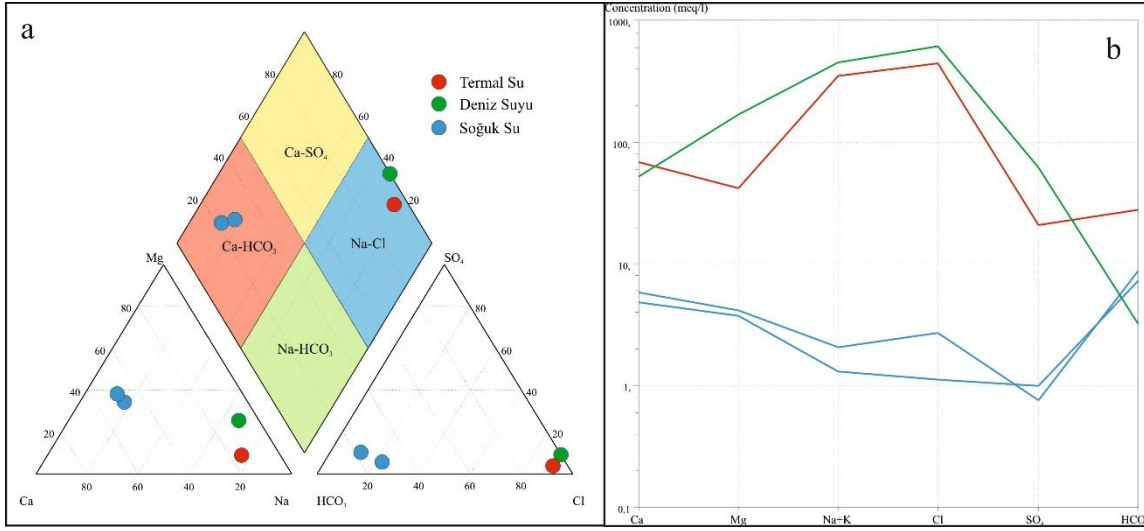 a
Termal Su
Deniz Suyu
Soğuk Su
80 80
60 60
40 40
20 20
Ca-SO₄
Ca-HCO₃
Na-Cl
Na-HCO₃
Mg
SO₄
80 80
60 60
40 40
20 20
Ca 80 60 40 20 Na
HCO₃ 20 40 60 80 Cl
b
Concentration (meq/l)
1000,
100,
10,
1,
0,1
Ca Mg Na+K Cl SO₄ HCO